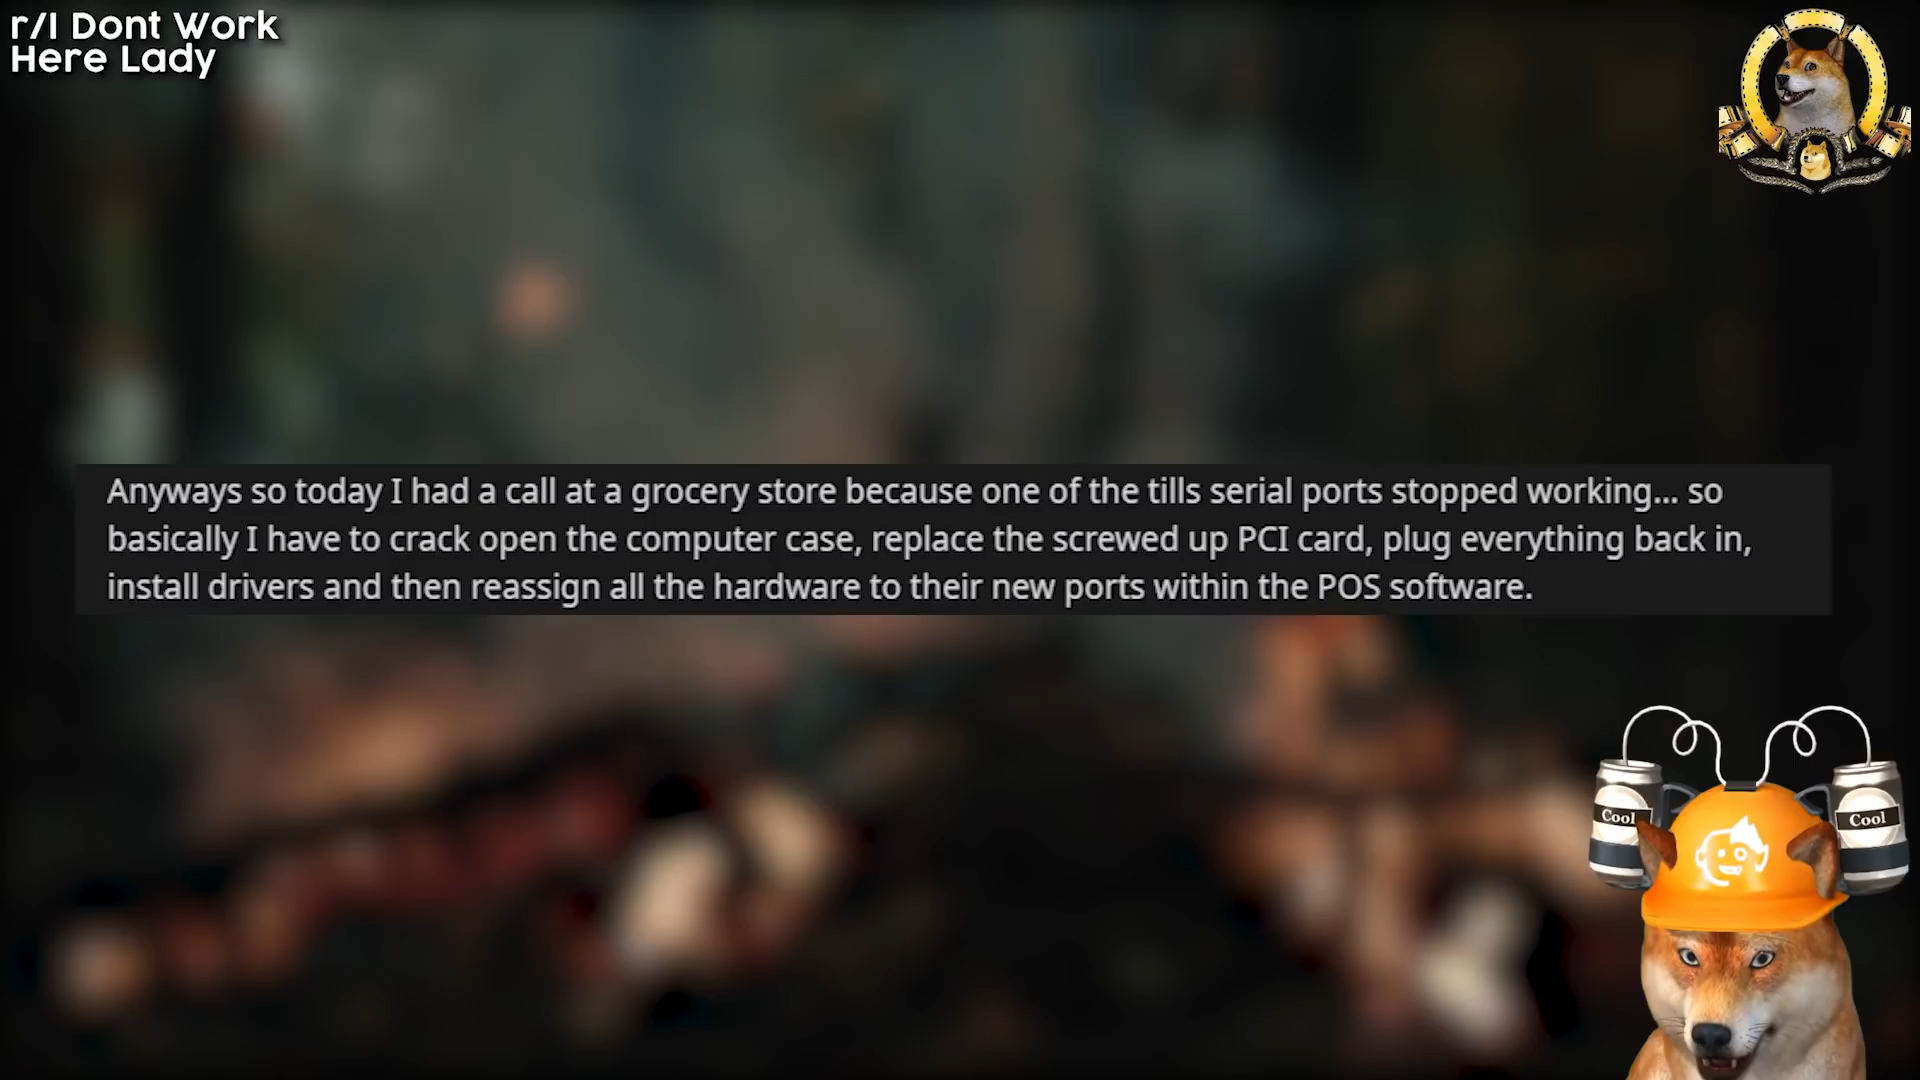 r/I Dont Work
Here Lady
Anyways so today I had a call at a grocery store because one of the tills serial ports stopped working... so
basically I have to crack open the computer case, replace the screwed up PCI card, plug everything back in,
install drivers and then reassign all the hardware to their new ports within the POS software.
Cool
Cool